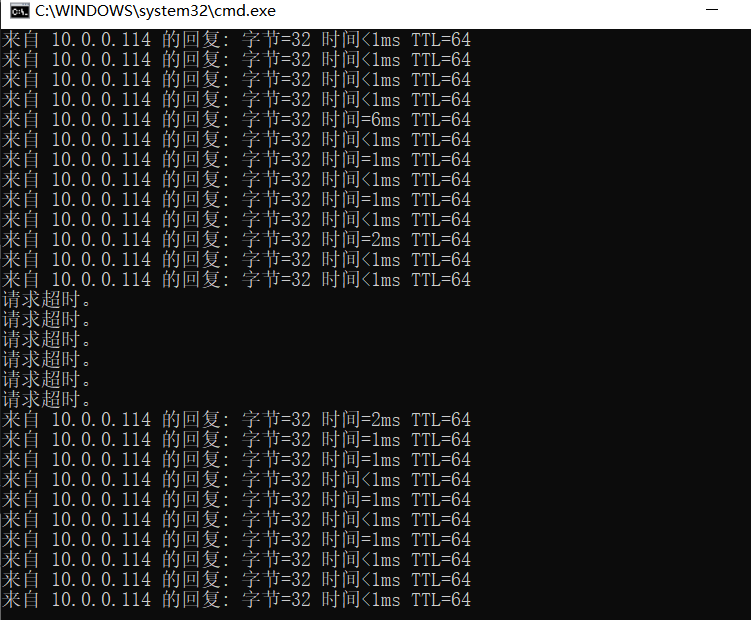 C:\WINDOWS\system32\cmd.exe
来自 10.0.0.114 的回复: 字节=32 时间<1ms TTL=64
来自 10.0.0.114 的回复: 字节=32 时间<1ms TTL=64
来自 10.0.0.114 的回复: 字节=32 时间<1ms TTL=64
来自 10.0.0.114 的回复: 字节=32 时间<1ms TTL=64
来自 10.0.0.114 的回复: 字节=32 时间=6ms TTL=64
来自 10.0.0.114 的回复: 字节=32 时间<1ms TTL=64
来自 10.0.0.114 的回复: 字节=32 时间=1ms TTL=64
来自 10.0.0.114 的回复: 字节=32 时间<1ms TTL=64
来自 10.0.0.114 的回复: 字节=32 时间=1ms TTL=64
来自 10.0.0.114 的回复: 字节=32 时间<1ms TTL=64
来自 10.0.0.114 的回复: 字节=32 时间=2ms TTL=64
来自 10.0.0.114 的回复: 字节=32 时间<1ms TTL=64
来自 10.0.0.114 的回复: 字节=32 时间<1ms TTL=64
请求超时。
请求超时。
请求超时。
请求超时。
请求超时。
请求超时。
来自 10.0.0.114 的回复: 字节=32 时间=2ms TTL=64
来自 10.0.0.114 的回复: 字节=32 时间=1ms TTL=64
来自 10.0.0.114 的回复: 字节=32 时间=1ms TTL=64
来自 10.0.0.114 的回复: 字节=32 时间<1ms TTL=64
来自 10.0.0.114 的回复: 字节=32 时间=1ms TTL=64
来自 10.0.0.114 的回复: 字节=32 时间<1ms TTL=64
来自 10.0.0.114 的回复: 字节=32 时间=1ms TTL=64
来自 10.0.0.114 的回复: 字节=32 时间<1ms TTL=64
来自 10.0.0.114 的回复: 字节=32 时间<1ms TTL=64
来自 10.0.0.114 的回复: 字节=32 时间<1ms TTL=64